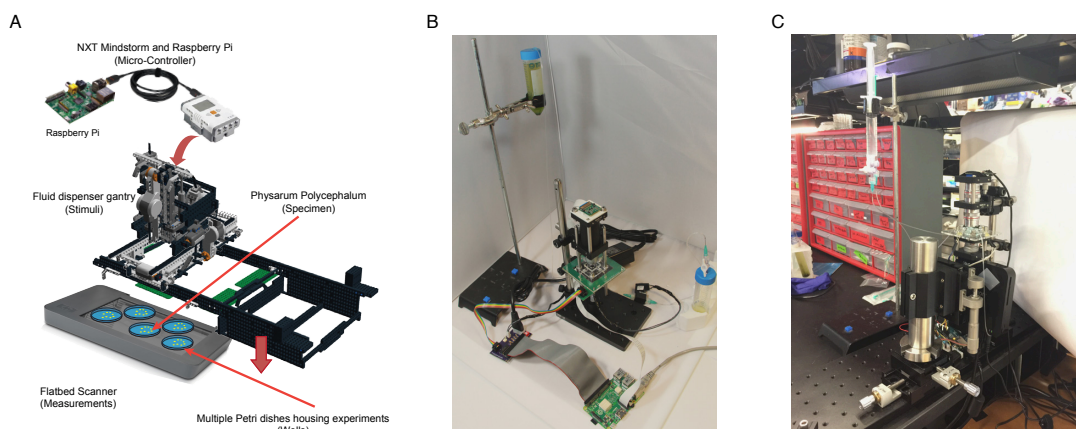 A
NXT Mindstorm and Raspberry Pi
(Micro-Controller)
Raspberry Pi
Fluid dispenser gantry
(Stimuli)
Physarum Polycephalum
(Specimen)
Flatbed Scanner
(Measurements)
Multiple Petri dishes housing experiments
B
C